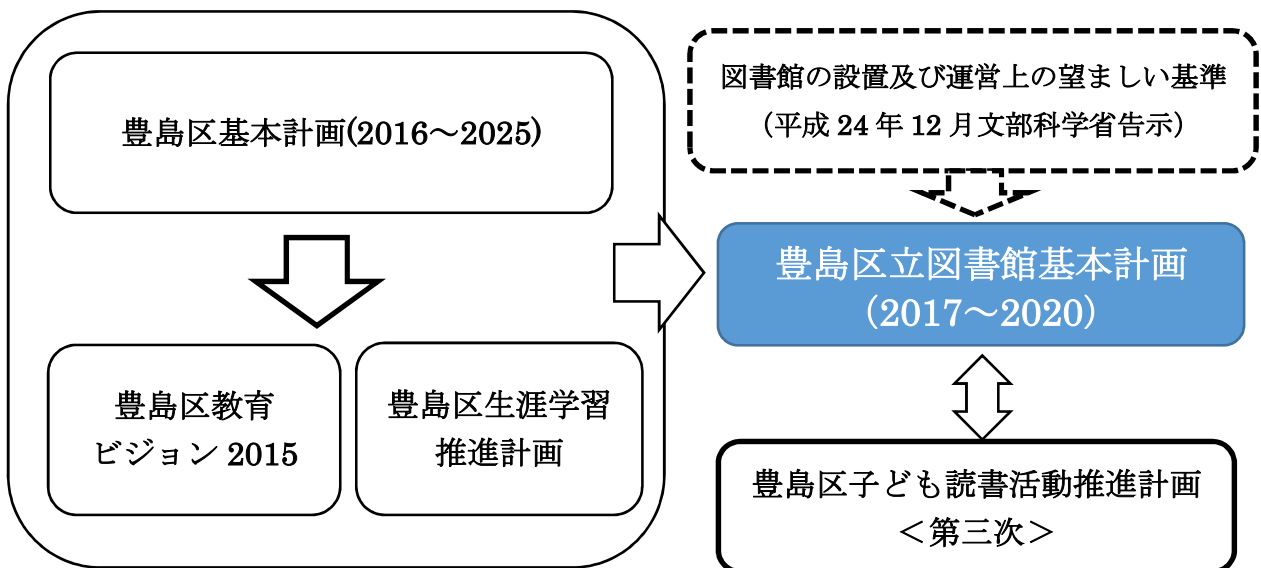 豊島区基本計画(2016～2025)
豊島区教育
ビジョン 2015
豊島区生涯学習
推進計画
図書館の設置及び運営上の望ましい基準
（平成 24 年 12 月文部科学省告示）
豊島区立図書館基本計画
（2017～2020）
豊島区子ども読書活動推進計画
＜第三次＞